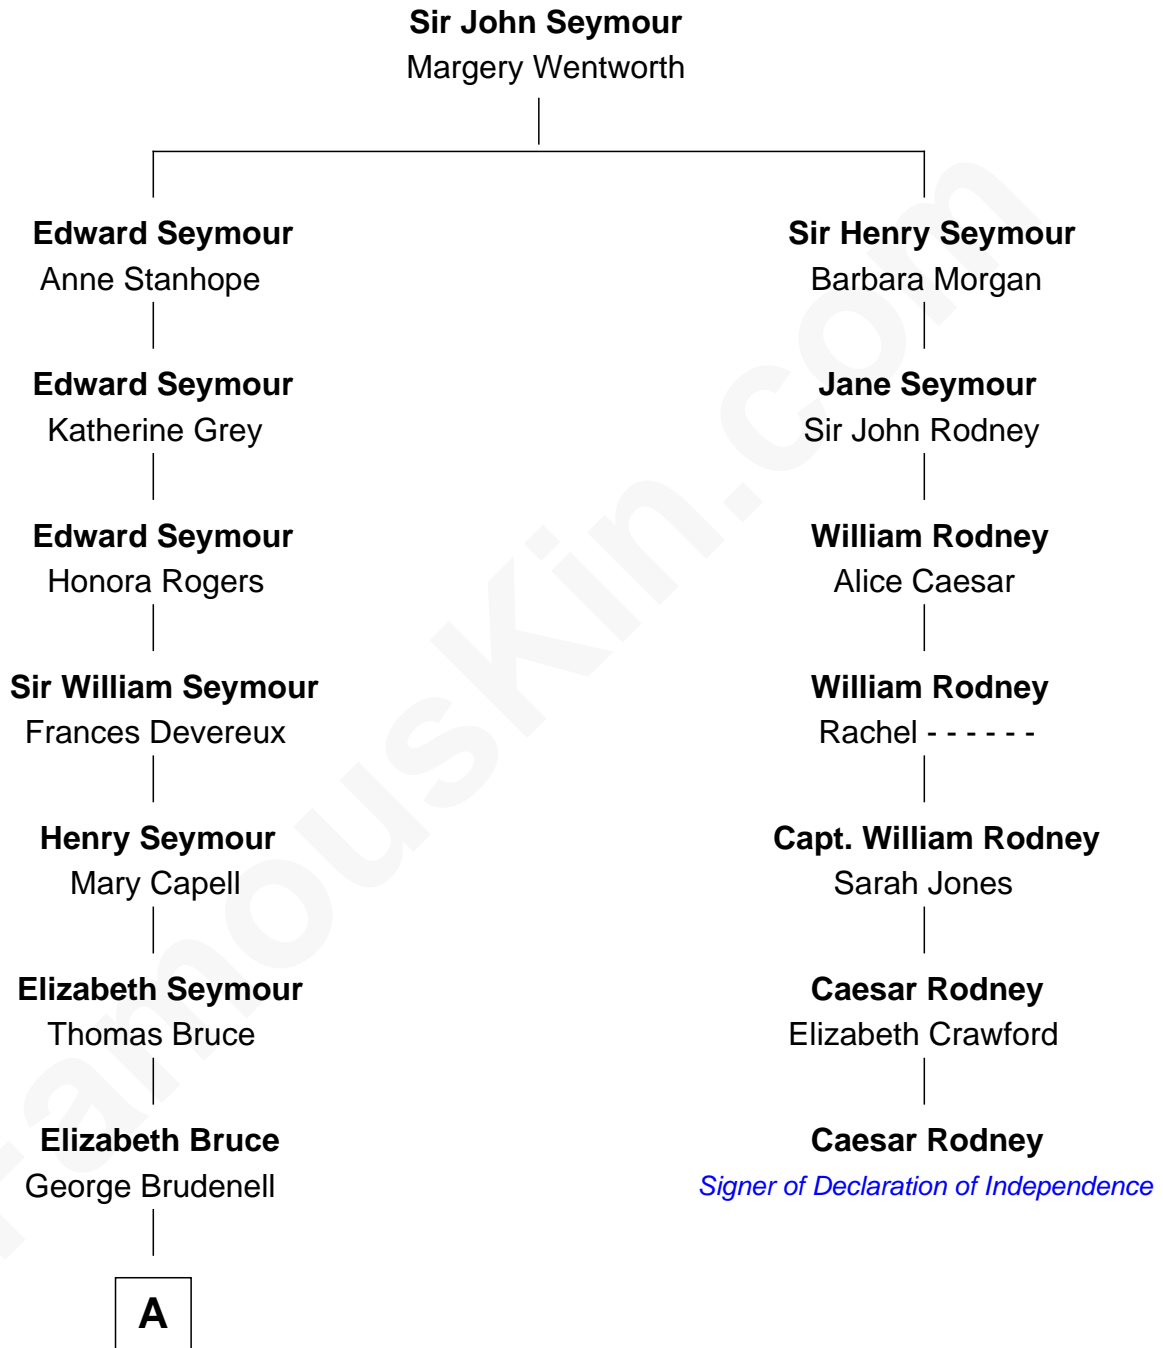 Sir John Seymour
Margery Wentworth
Edward Seymour
Anne Stanhope
Edward Seymour
Katherine Grey
Edward Seymour
Honora Rogers
Sir William Seymour
Frances Devereux
Henry Seymour
Mary Capell
Elizabeth Seymour
Thomas Bruce
Elizabeth Bruce
George Brudenell
A
Sir Henry Seymour
Barbara Morgan
Jane Seymour
Sir John Rodney
William Rodney
Alice Caesar
William Rodney
Rachel - - - - - -
Capt. William Rodney
Sarah Jones
Caesar Rodney
Elizabeth Crawford
Caesar Rodney
Signer of Declaration of Independence
FamousKin.com